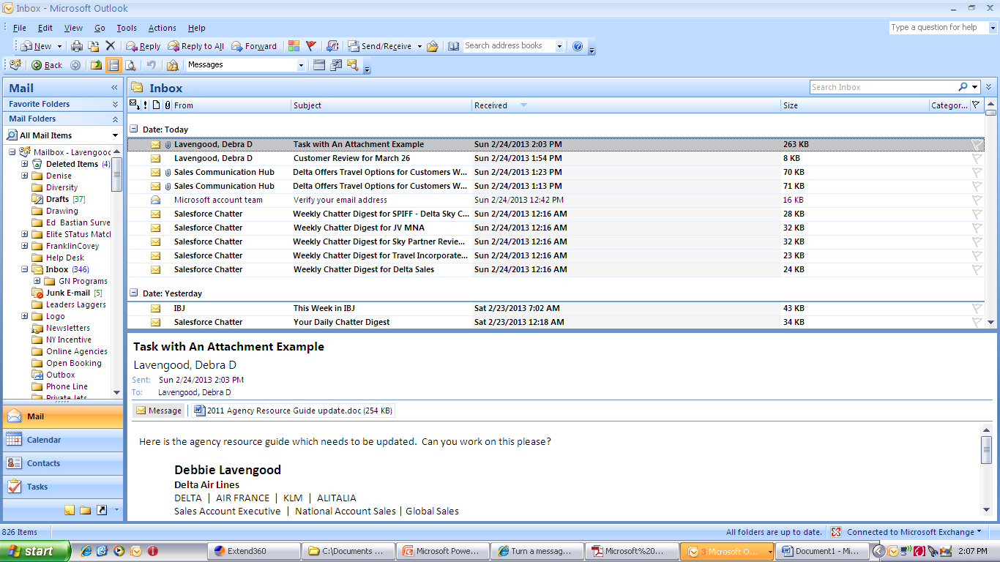 Inbox - Microsoft Outlook
File Edit View Go Tools Actions Help Type a question for help
New Reply Reply to All Forward Send/Receive Search address books
Back Messages
Mail
Favorite Folders
Mail Folders
All Mail Items
Mailbox - Lavengood
Deleted Items (4)
Denise
Diversity
Drafts [37]
Drawing
Ed Bastian Surve
Elite STatus Matcl
FranklinCovey
Help Desk
Inbox (346)
GN Programs
Junk E-mail [5]
Leaders Laggers
Logo
Newsletters
NY Incentive
Online Agencies
Open Booking
Outbox
Phone Line
Private Jets
Mail
Calendar
Contacts
Tasks
Inbox Search Inbox
From Subject Received Size Categor...
Date: Today
Lavengood, Debra D Task with An Attachment Example Sun 2/24/2013 2:03 PM 263 KB
Lavengood, Debra D Customer Review for March 26 Sun 2/24/2013 1:54 PM 8 KB
Sales Communication Hub Delta Offers Travel Options for Customers W... Sun 2/24/2013 1:23 PM 70 KB
Sales Communication Hub Delta Offers Travel Options for Customers W... Sun 2/24/2013 1:13 PM 71 KB
Microsoft account team Verify your email address Sun 2/24/2013 12:42 PM 16 KB
Salesforce Chatter Weekly Chatter Digest for SPIFF - Delta Sky C... Sun 2/24/2013 12:16 AM 28 KB
Salesforce Chatter Weekly Chatter Digest for JV MNA Sun 2/24/2013 12:16 AM 32 KB
Salesforce Chatter Weekly Chatter Digest for Sky Partner Revie... Sun 2/24/2013 12:16 AM 32 KB
Salesforce Chatter Weekly Chatter Digest for Travel Incorporate... Sun 2/24/2013 12:16 AM 23 KB
Salesforce Chatter Weekly Chatter Digest for Delta Sales Sun 2/24/2013 12:16 AM 24 KB
Date: Yesterday
IBJ This Week in IBJ Sat 2/23/2013 7:02 AM 43 KB
Salesforce Chatter Your Daily Chatter Digest Sat 2/23/2013 12:18 AM 34 KB
Task with An Attachment Example
Lavengood, Debra D
Sent: Sun 2/24/2013 2:03 PM
To: Lavengood, Debra D
Message 2011 Agency Resource Guide update.doc (254 KB)
Here is the agency resource guide which needs to be updated. Can you work on this please?
Debbie Lavengood
Delta Air Lines
DELTA | AIR FRANCE | KLM | ALITALIA
Sales Account Executive | National Account Sales | Global Sales
826 Items All folders are up to date. Connected to Microsoft Exchange
start Extend360 C:\Documents ... Microsoft Powe... Turn a messag... Microsoft%20... 3 Microsoft O... Document1 - Mi... 2:07 PM